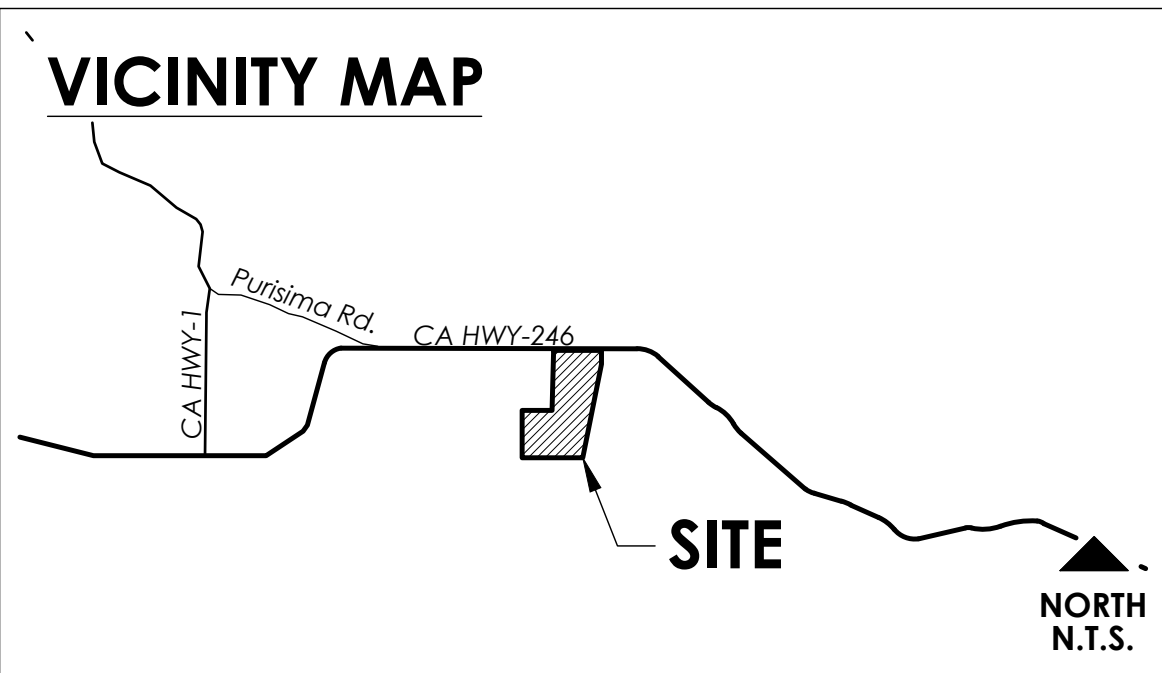 VICINITY MAP
Purisima Rd.
CA HWY-1
CA HWY-246
SITE
NORTH
N.T.S.